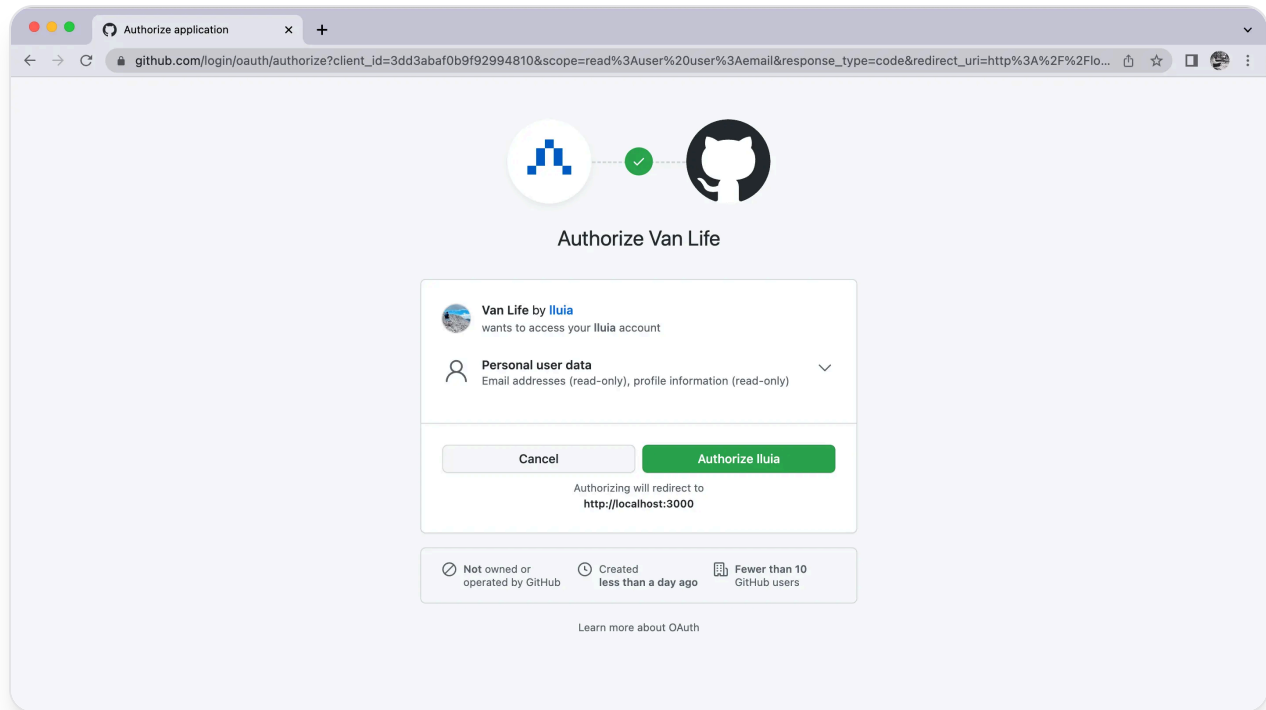 Authorize application
github.com/login/oauth/authorize?client_id=3dd3abaf0b9f92994810&scope=read%3Auser%20user%3Aemail&response_type=code&redirect_uri=http%3A%2F%2Flo...
Authorize Van Life
Van Life by lluia
wants to access your lluia account
Personal user data
Email addresses (read-only), profile information (read-only)
Cancel
Authorize lluia
Authorizing will redirect to
http://localhost:3000
Not owned or
operated by GitHub
Created
less than a day ago
Fewer than 10
GitHub users
Learn more about OAuth